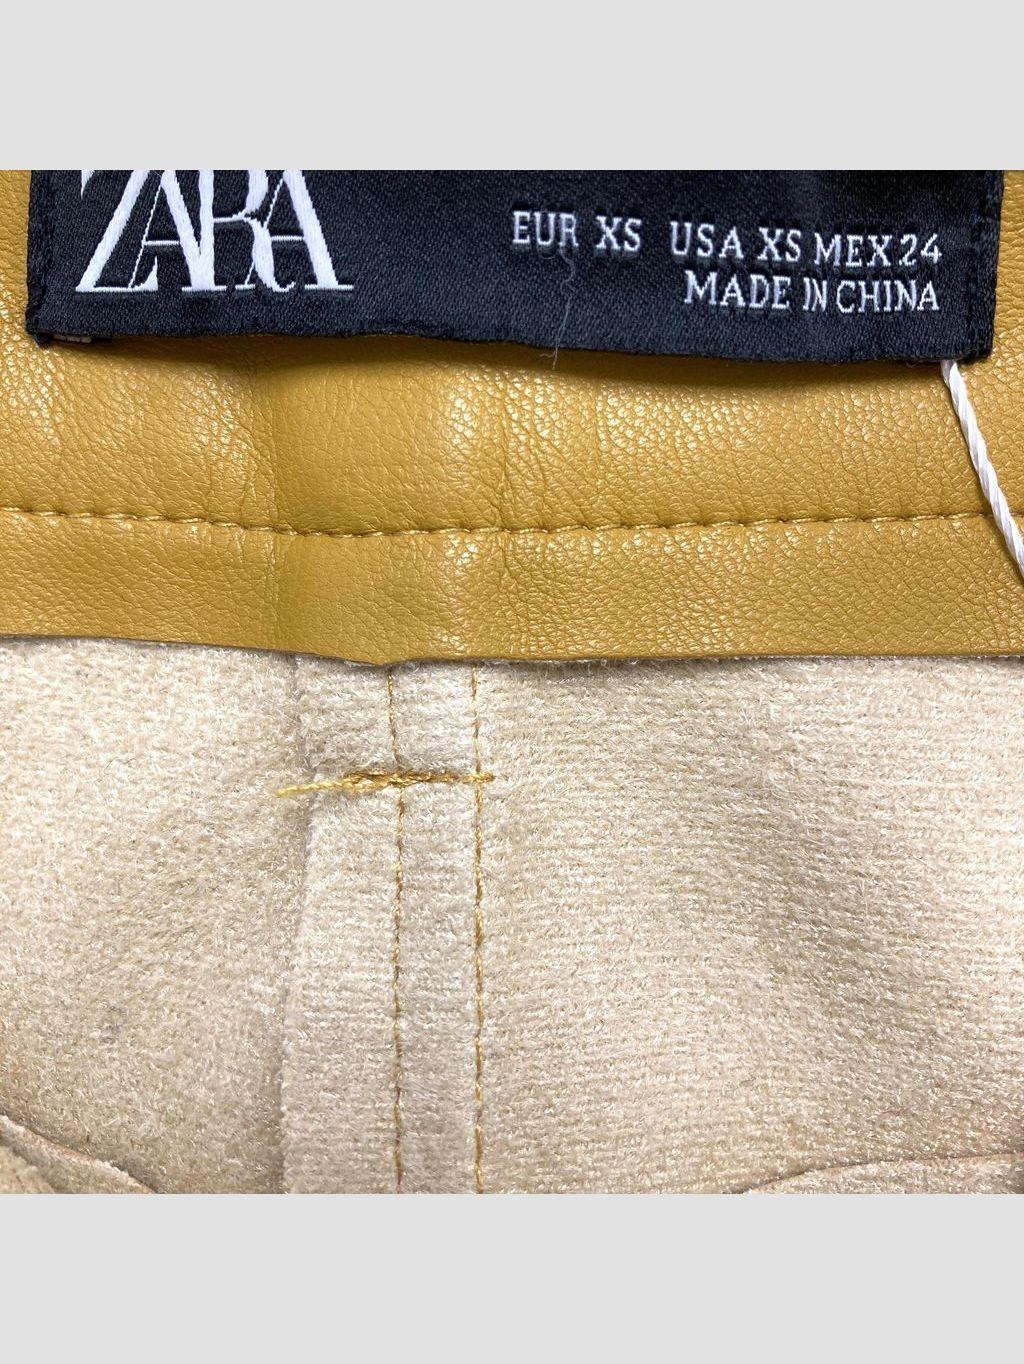 ZARA
EUR XS USA XS MEX 24
MADE IN CHINA